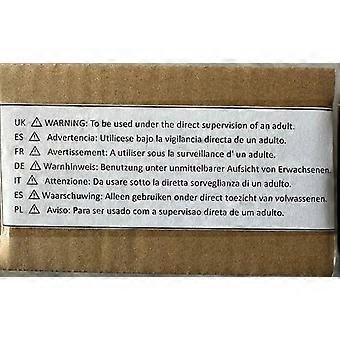 UK ⚠ WARNING: To be used under the direct supervision of an adult.
ES ⚠ Advertencia: Utilicese bajo la vigilancia directa de un adulto.
FR ⚠ Avertissement: A utiliser sous la surveillance d' un adulte.
DE ⚠ Warnhinweis: Benutzung unter unmittelbarer Aufsicht von Erwachsenen.
IT ⚠ Attenzione: Da usare sotto la diretta sorveglianza di un adulto.
ES ⚠ Waarschuwing: Alleen gebruiken onder direct toezicht van volwassenen.
PL ⚠ Aviso: Para ser usado com a supervisao direta de um adulto.